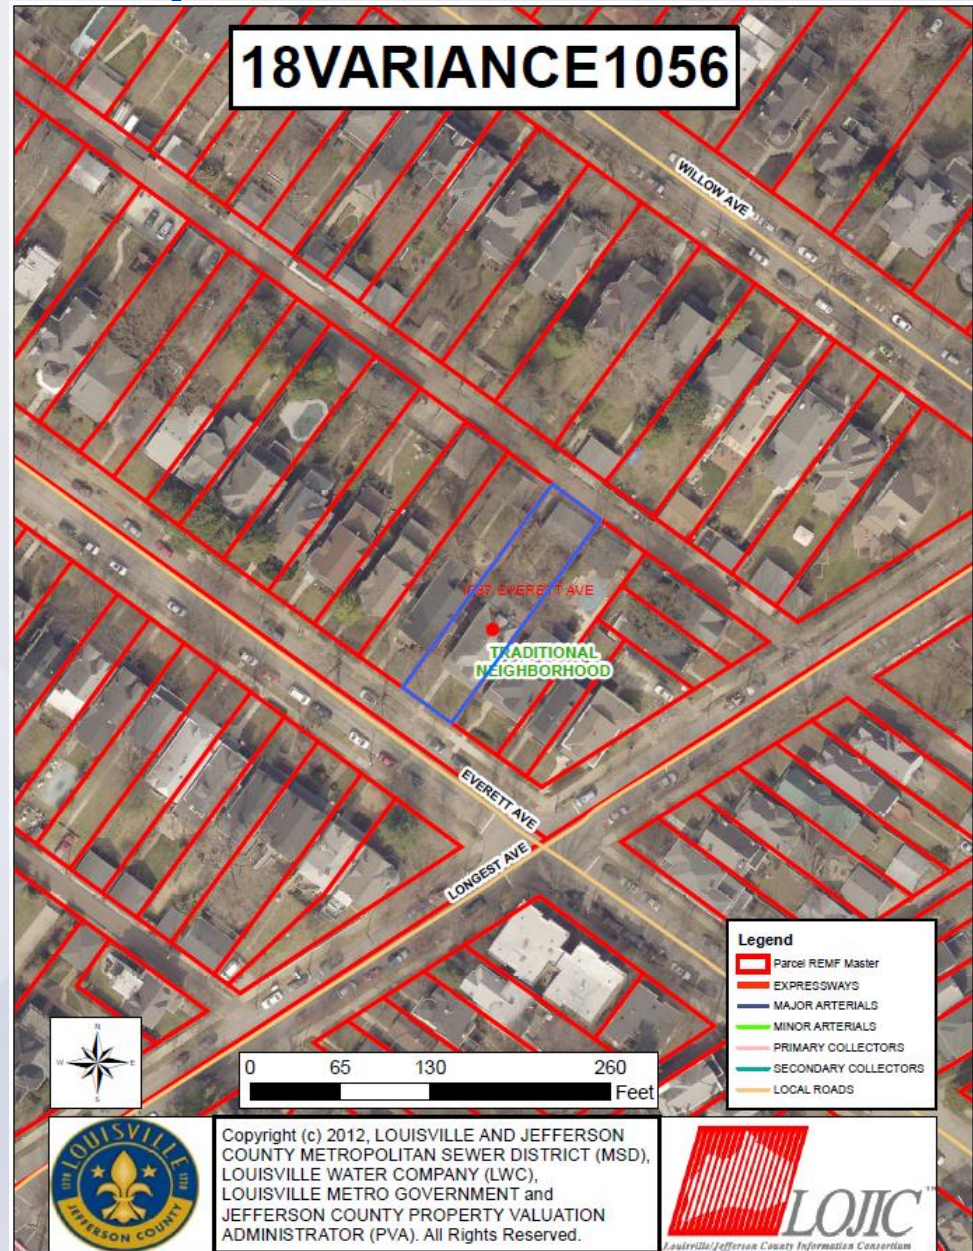 18VARIANCE1056
WILLOW AVE
EVERETT AVE
TRADITIONAL
NEIGHBORHOOD
EVERETT AVE
LONGEST AVE
Legend
Parcel REMF Master
EXPRESSWAYS
MAJOR ARTERIALS
MINOR ARTERIALS
PRIMARY COLLECTORS
SECONDARY COLLECTORS
LOCAL ROADS
N
W E
S
0 65 130 260
Feet
LOUISVILLE
1778 1778
JEFFERSON COUNTY
Copyright (c) 2012, LOUISVILLE AND JEFFERSON
COUNTY METROPOLITAN SEWER DISTRICT (MSD),
LOUISVILLE WATER COMPANY (LWC),
LOUISVILLE METRO GOVERNMENT and
JEFFERSON COUNTY PROPERTY VALUATION
ADMINISTRATOR (PVA). All Rights Reserved.
LOJIC™
Louisville/Jefferson County Information Consortium